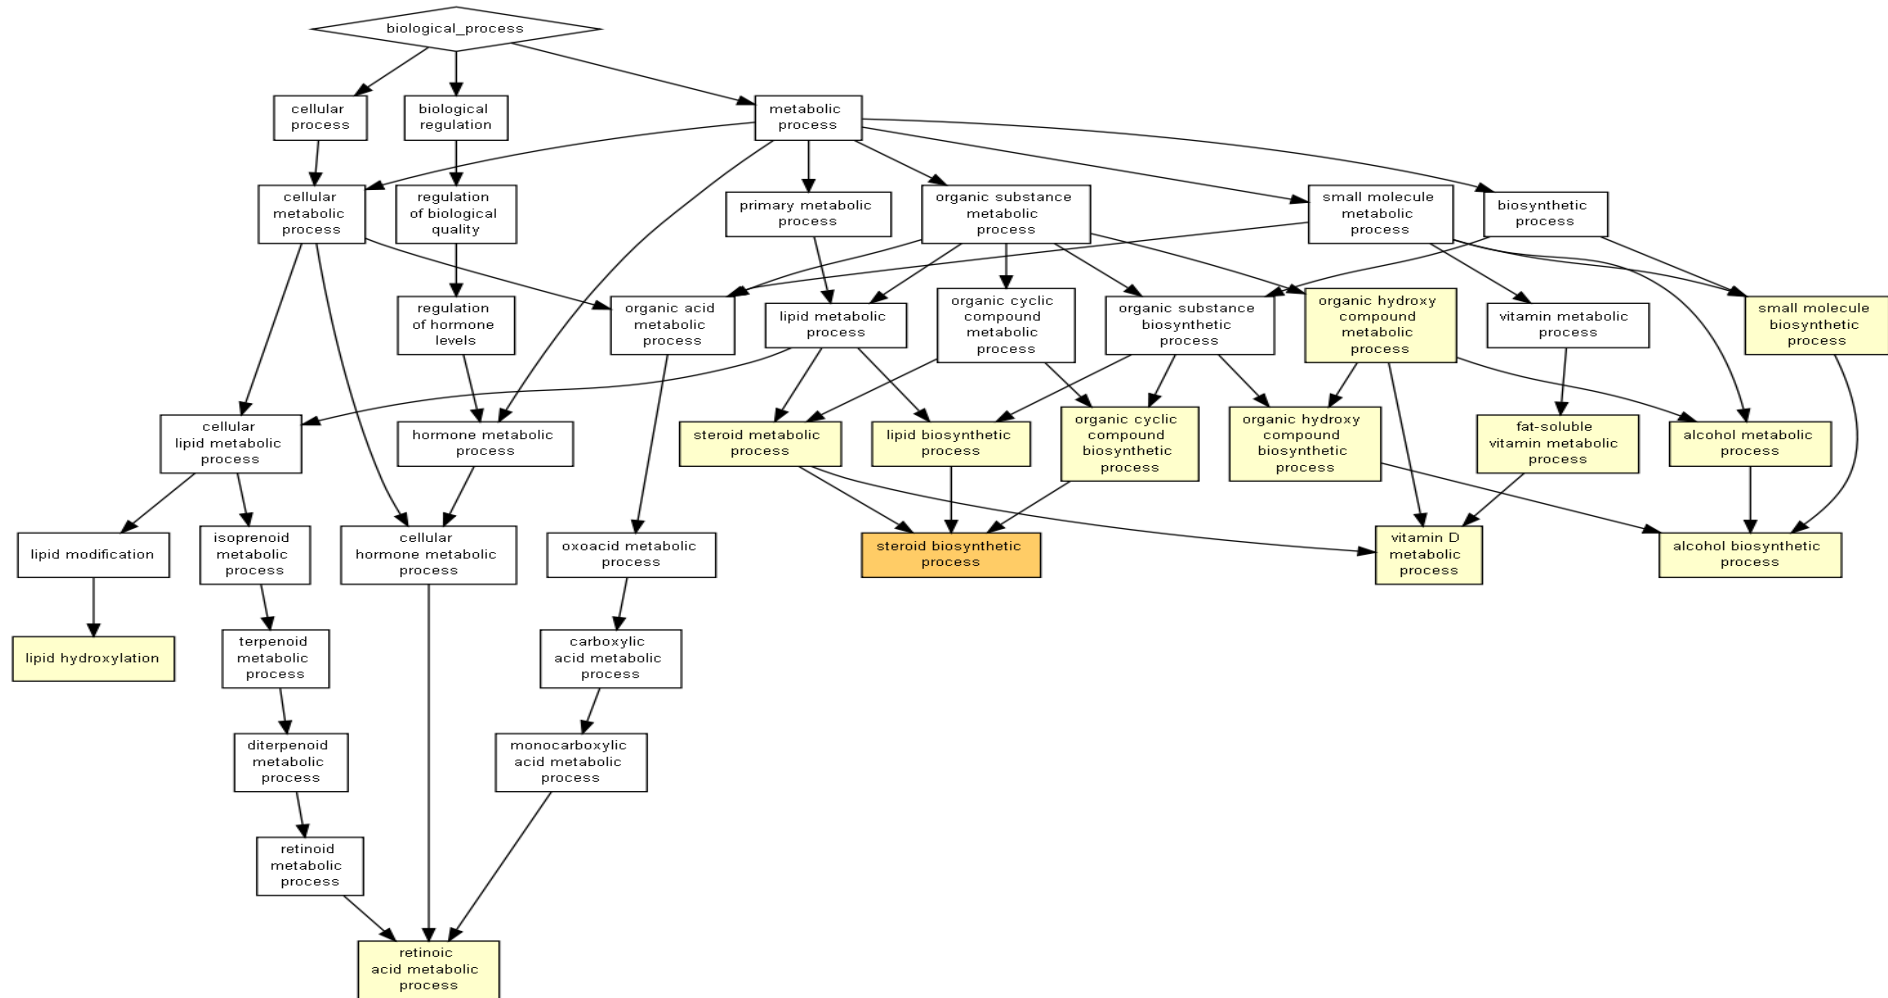 biological_process
cellular
process
biological
regulation
metabolic
process
cellular
metabolic
process
regulation
of biological
quality
primary metabolic
process
organic substance
metabolic
process
small molecule
metabolic
process
biosynthetic
process
regulation
of hormone
levels
organic acid
metabolic
process
lipid metabolic
process
organic cyclic
compound
metabolic
process
organic substance
biosynthetic
process
organic hydroxy
compound
metabolic
process
vitamin metabolic
process
small molecule
biosynthetic
process
cellular
lipid metabolic
process
hormone metabolic
process
steroid metabolic
process
lipid biosynthetic
process
organic cyclic
compound
biosynthetic
process
organic hydroxy
compound
biosynthetic
process
fat-soluble
vitamin metabolic
process
alcohol metabolic
process
lipid modification
isoprenoid
metabolic
process
cellular
hormone metabolic
process
oxoacid metabolic
process
steroid biosynthetic
process
vitamin D
metabolic
process
alcohol biosynthetic
process
lipid hydroxylation
terpenoid
metabolic
process
carboxylic
acid metabolic
process
diterpenoid
metabolic
process
monocarboxylic
acid metabolic
process
retinoid
metabolic
process
retinoic
acid metabolic
process